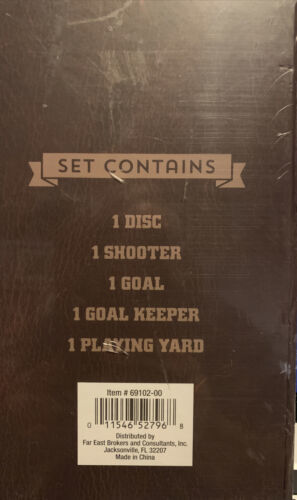 SET CONTAINS
1 DISC
1 SHOOTER
1 GOAL
1 GOAL KEEPER
1 PLAYING YARD
Item # 69102-00
0 11546 52796 8
Distributed by
Far East Brokers and Consultants, Inc.
Jacksonville, FL 32207
Made in China